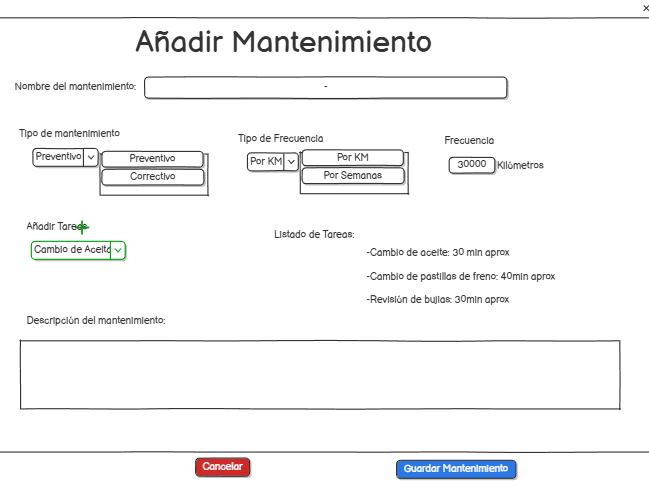 ×
Añadir Mantenimiento
Nombre del mantenimiento: -
Tipo de mantenimiento
Tipo de Frecuencia
Frecuencia
Preventivo
Preventivo
Correctivo
Por KM
Por KM
Por Semanas
30000 Kilómetros
Añadir Tareas
Cambio de Aceite
Listado de Tareas:
-Cambio de aceite: 30 min aprox
-Cambio de pastillas de freno: 40min aprox
-Revisión de bujias: 30min aprox
Descripción del mantenimiento:
Cancelar
Guardar Mantenimiento